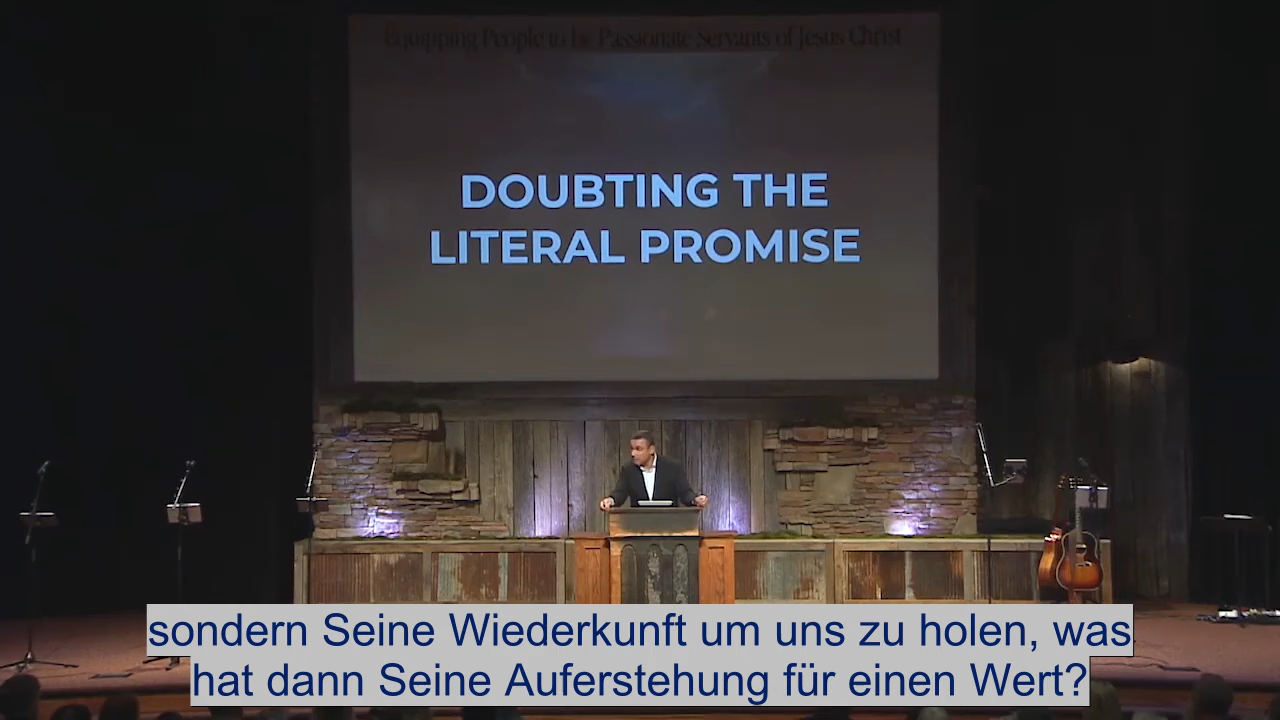 Equipping People to be Passionate Servants of Jesus Christ
DOUBTING THE
LITERAL PROMISE
sondern Seine Wiederkunft um uns zu holen, was
hat dann Seine Auferstehung für einen Wert?